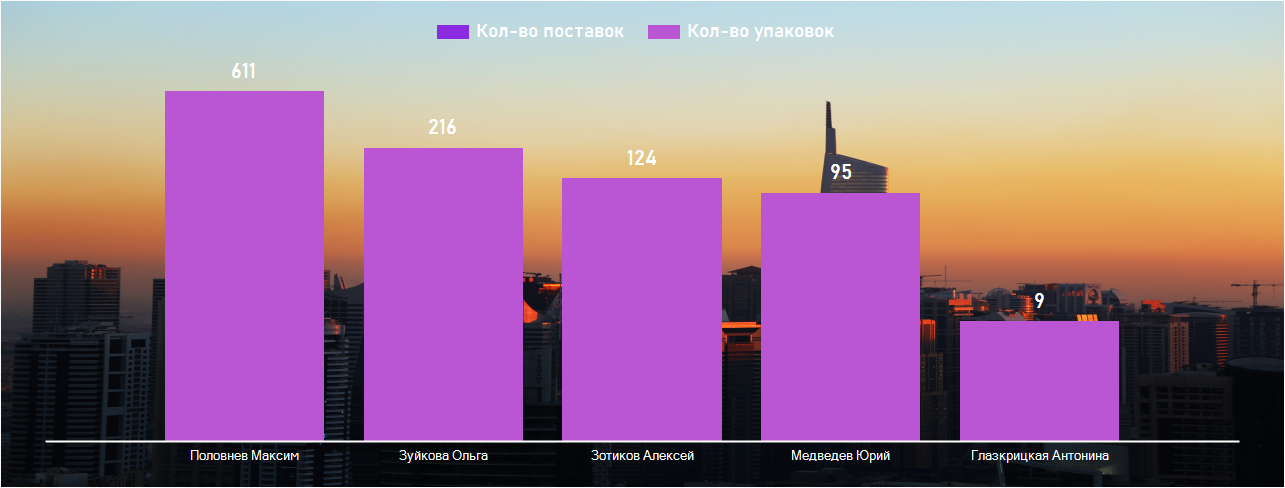 Кол-во поставок Кол-во упаковок
611
216
124
95
9
Половнев Максим Зуйкова Ольга Зотиков Алексей Медведев Юрий Глазкрицкая Антонина